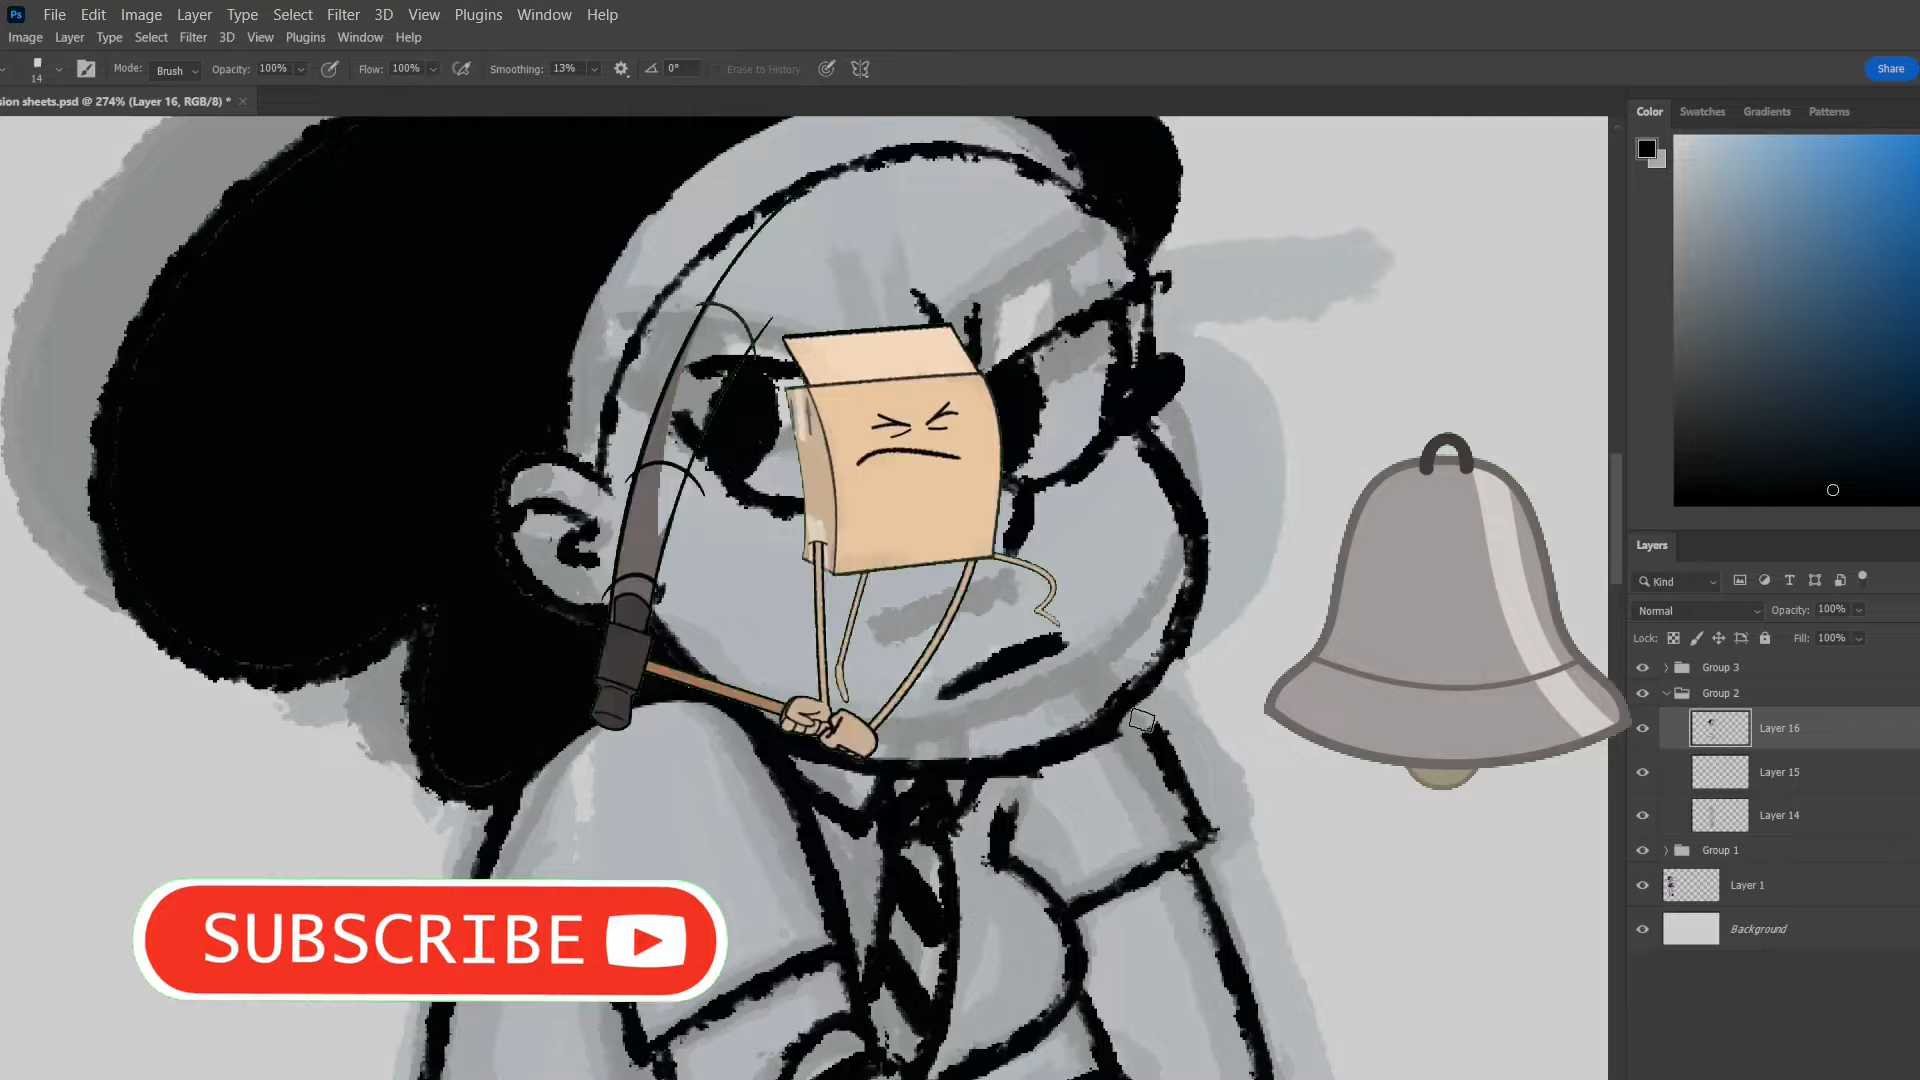 Ps File Edit Image Layer Type Select Filter 3D View Plugins Window Help
Image Layer Type Select Filter 3D View Plugins Window Help
14 Mode: Brush Opacity: 100% Flow: 100% Smoothing: 13% 0° Erase to History Share
sion sheets.psd @ 274% (Layer 16, RGB/8) *
Color Swatches Gradients Patterns
Layers
Kind
Normal Opacity: 100%
Lock: Fill: 100%
Group 3
Group 2
Layer 16
Layer 15
Layer 14
Group 1
Layer 1
Background
SUBSCRIBE